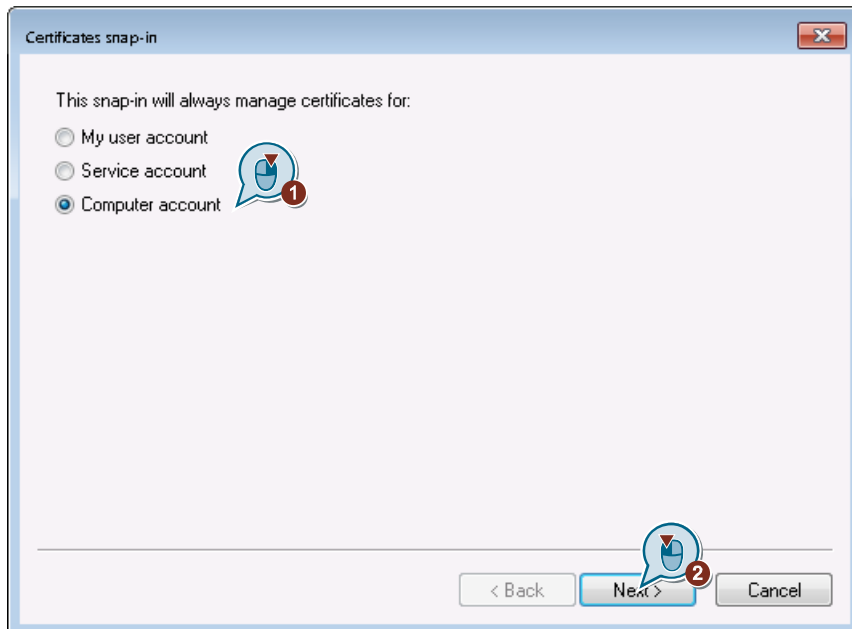 Certificates snap-in
This snap-in will always manage certificates for:
My user account
Service account
1
Computer account
< Back
Next >
2
Cancel